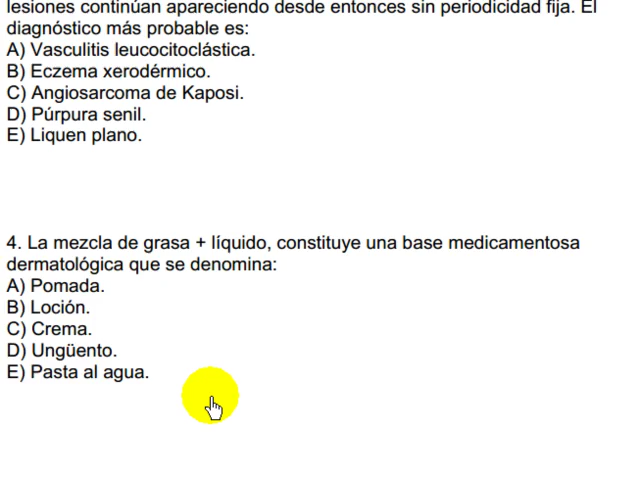 lesiones continúan apareciendo desde entonces sin periodicidad fija. El
diagnóstico más probable es:
A) Vasculitis leucocitoclástica.
B) Eczema xerodérmico.
C) Angiosarcoma de Kaposi.
D) Púrpura senil.
E) Liquen plano.
4. La mezcla de grasa + líquido, constituye una base medicamentosa
dermatológica que se denomina:
A) Pomada.
B) Loción.
C) Crema.
D) Ungüento.
E) Pasta al agua.